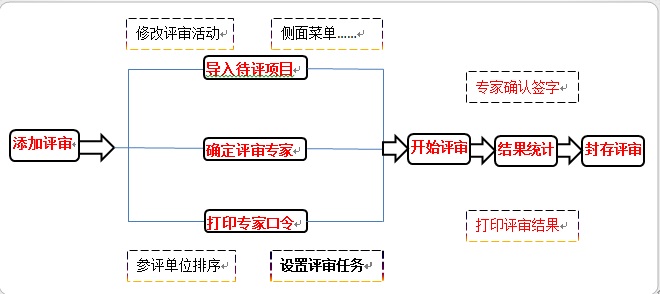 修改评审活动
侧面菜单……
导入待评项目
专家确认签字
添加评审
确定评审专家
开始评审
结果统计
封存评审
打印专家口令
打印评审结果
参评单位排序
设置评审任务